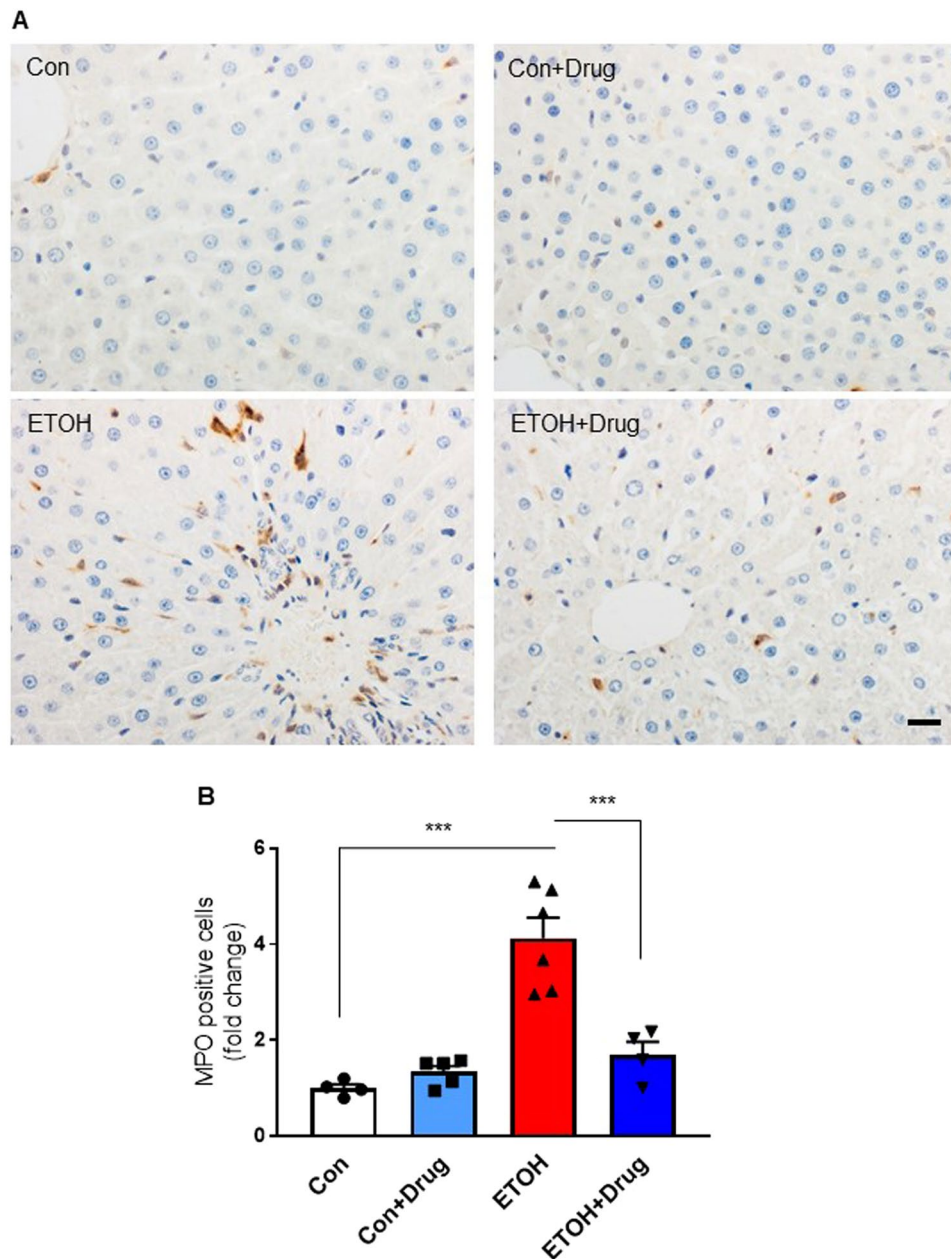 A
Con
Con+Drug
ETOH
ETOH+Drug
B
***
***
6
4
2
0
MPO positive cells
(fold change)
Con
Con+Drug
ETOH
ETOH+Drug